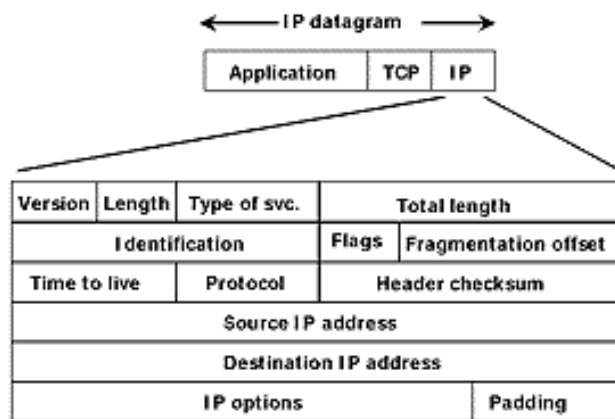 IP datagram
Application TCP IP
Version Length Type of svc. Total length
Identification Flags Fragmentation offset
Time to live Protocol Header checksum
Source IP address
Destination IP address
IP options Padding